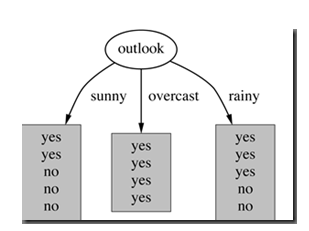 outlook
sunny
overcast
rainy
yes
yes
no
no
no
yes
yes
yes
yes
yes
yes
yes
no
no